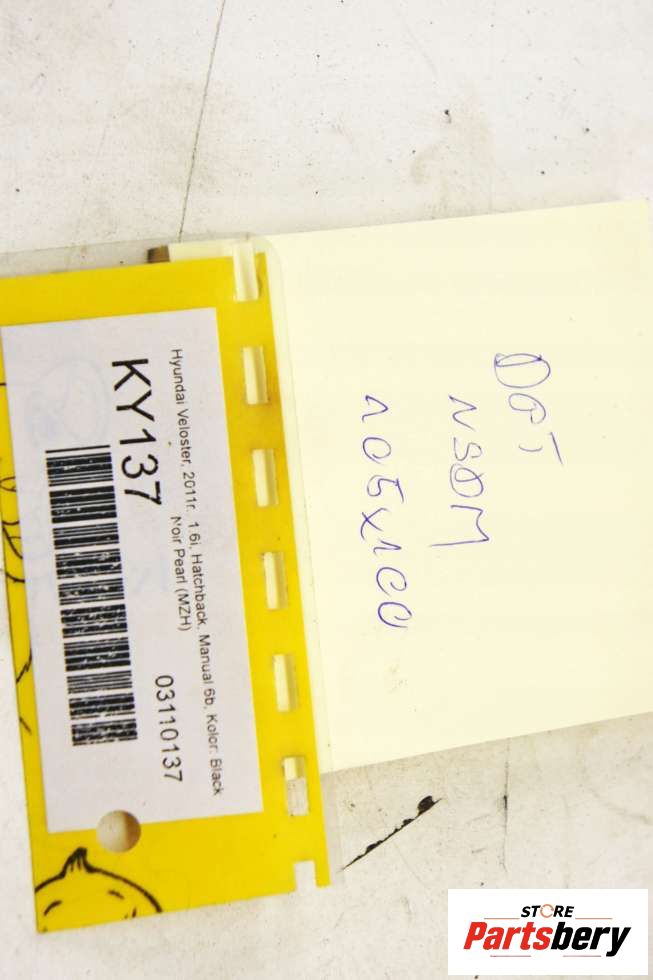 Hyundai Veloster, 2011r., 1.6i, Hatchback, Manual 6b, Kolor: Black
Noir Pearl (MZH)
KY137
03110137
DOT
NSDM
105x100
STORE
Partsbery